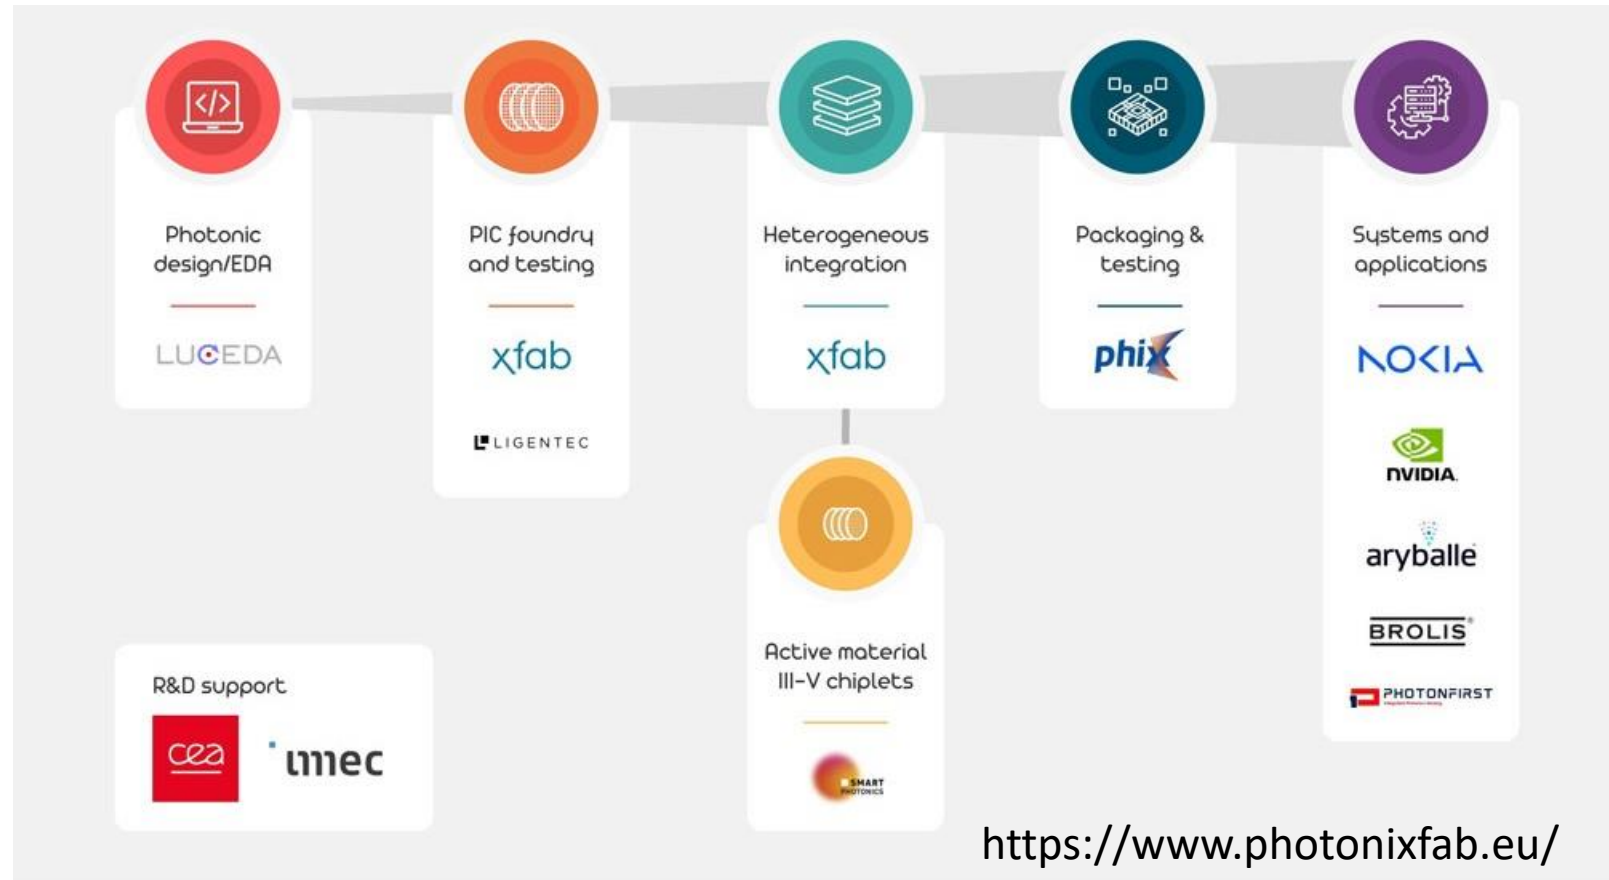 </>
Photonic
design/EDA
LUCEDA
PIC foundry
and testing
xfab
LIGENTEC
Heterogeneous
integration
xfab
Active material
III-V chiplets
SMART
PHOTONICS
Packaging &
testing
phix
Systems and
applications
NOKIA
NVIDIA.
aryballe
BROLIS®
PHOTONFIRST
R&D support
cea
imec
https://www.photonixfab.eu/